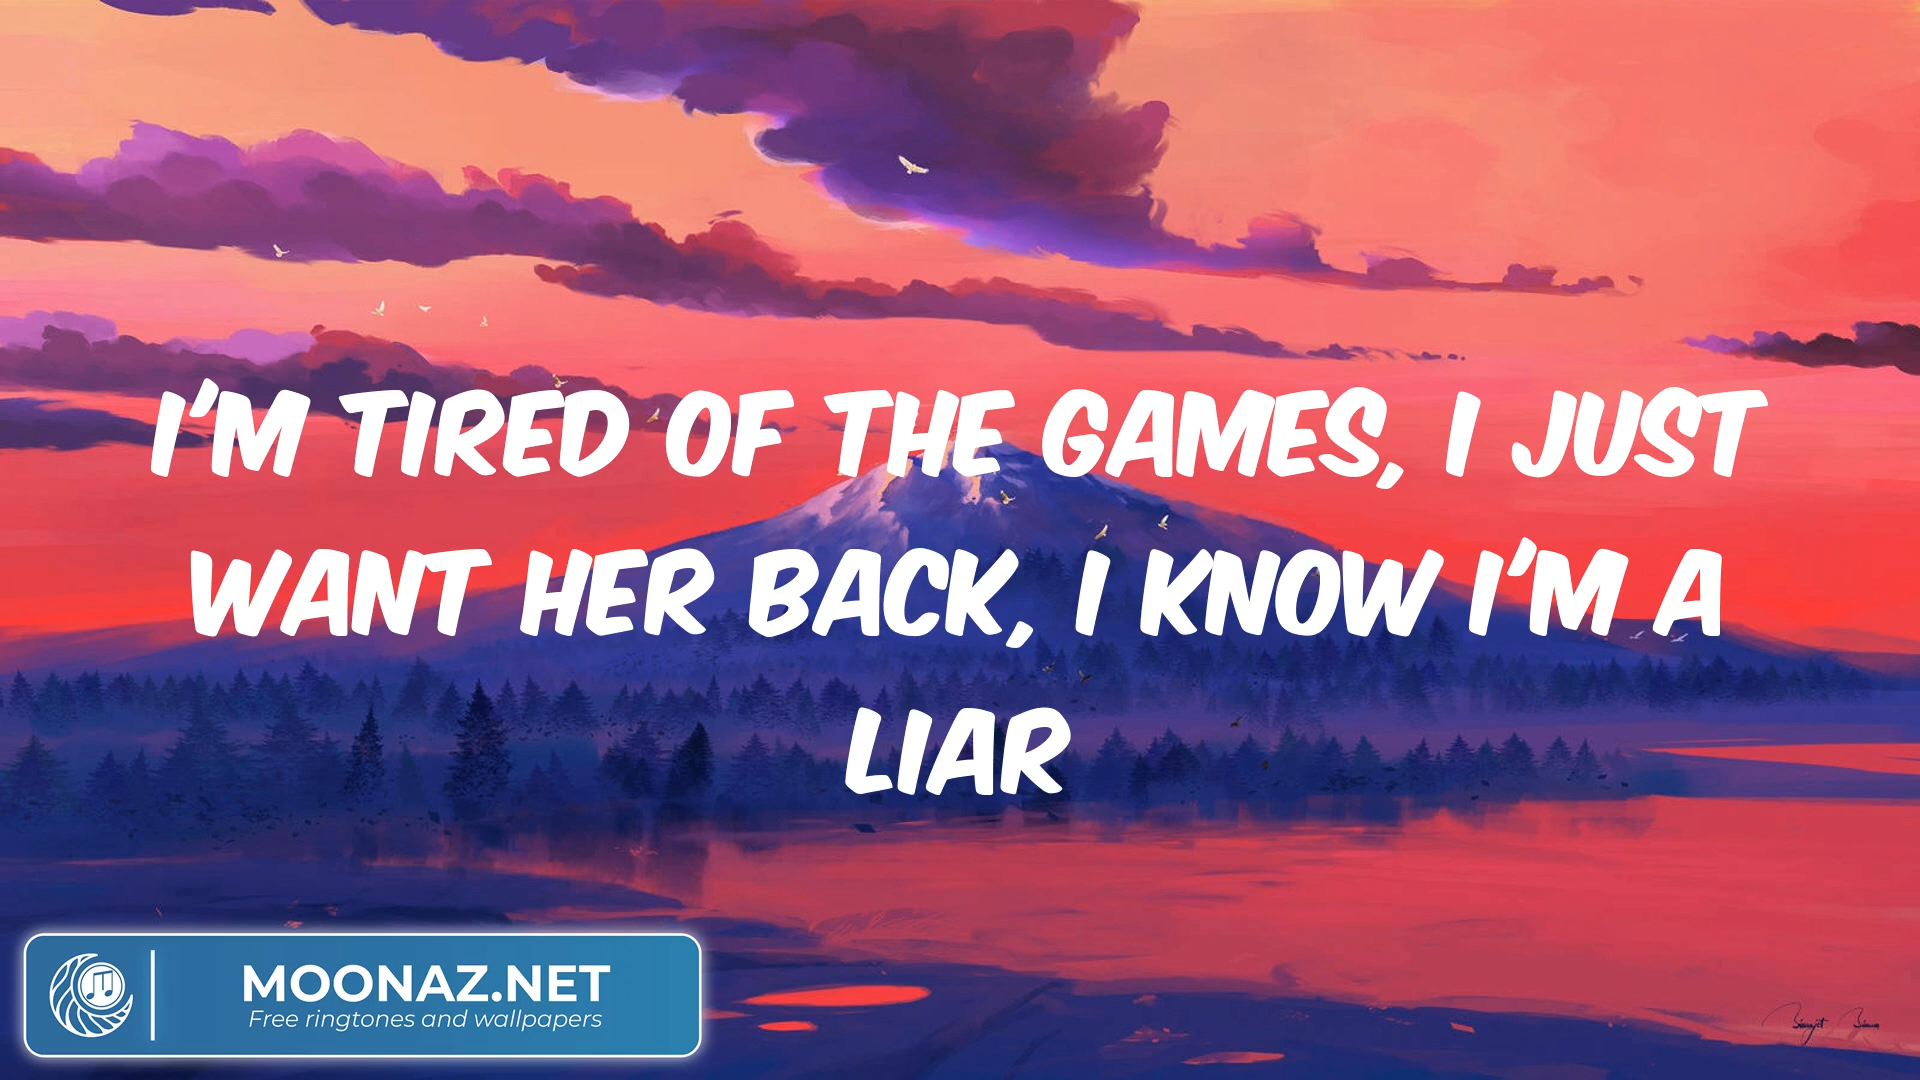 I'M TIRED OF THE GAMES, I JUST
WANT HER BACK, I KNOW I'M A
LIAR
MOONAZ.NET
Free ringtones and wallpapers